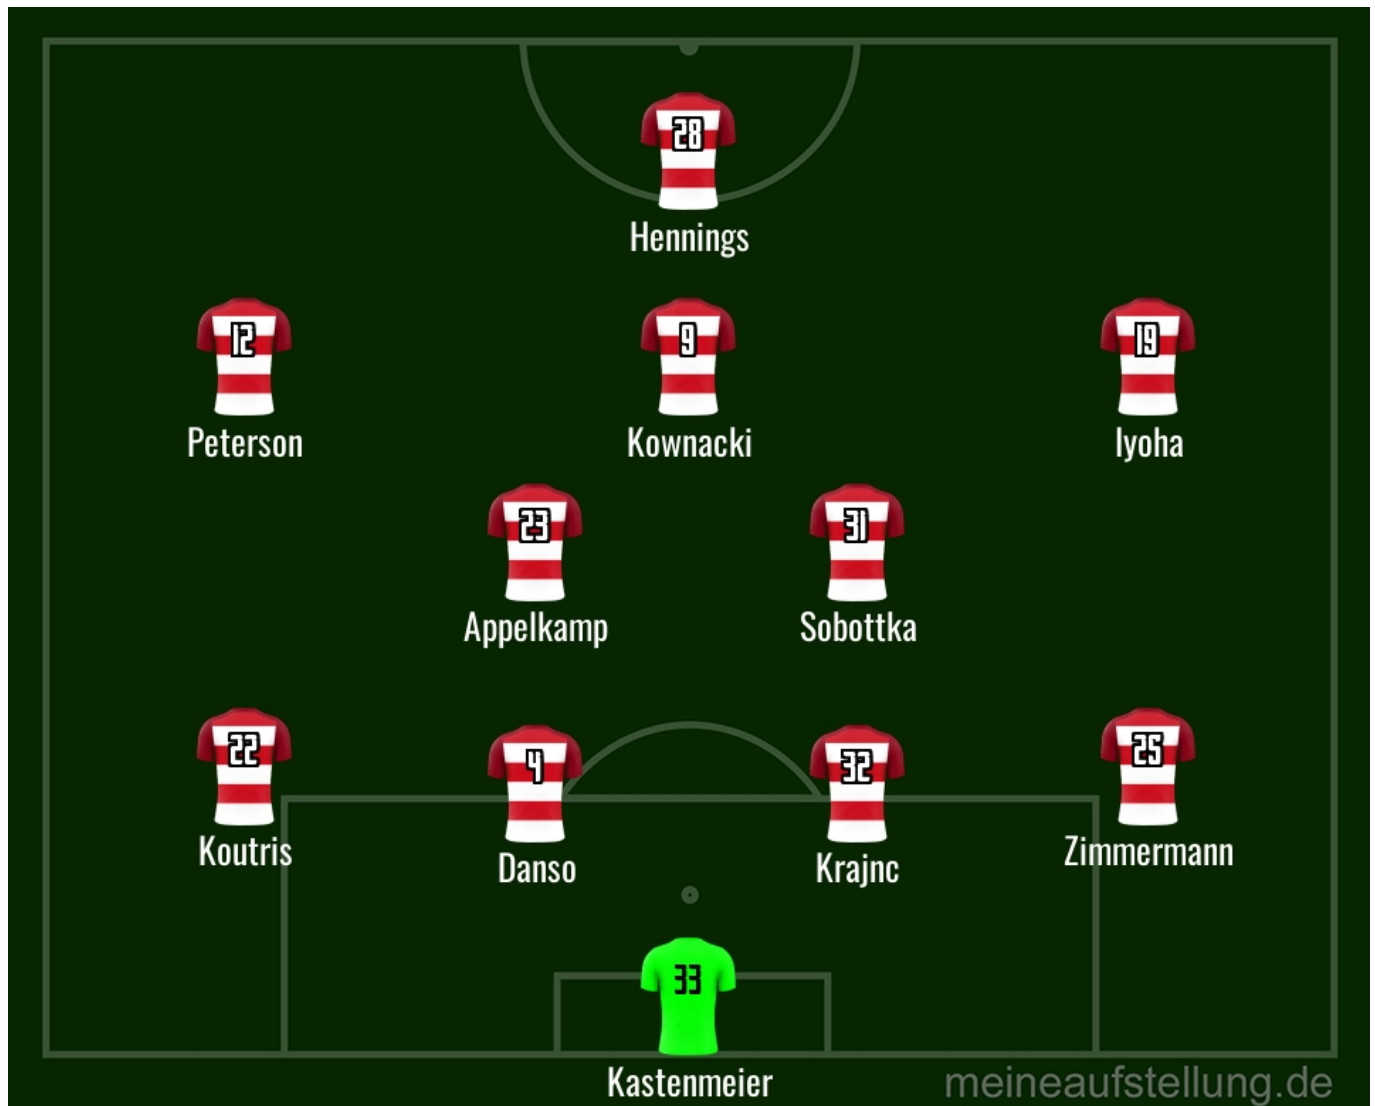 28
Hennings
12
Peterson
9
Kownacki
19
Iyoha
23
Appelkamp
31
Sobottka
22
Koutris
4
Danso
32
Krajnc
25
Zimmermann
33
Kastenmeier
meineaufstellung.de